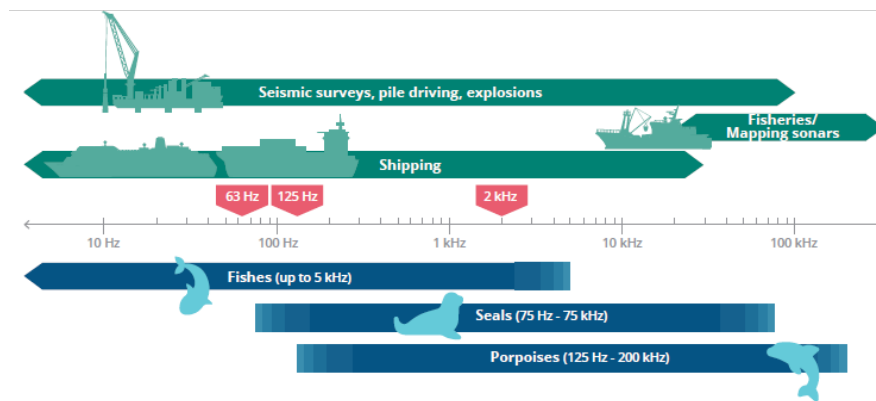 Seismic surveys, pile driving, explosions
Fisheries/
Mapping sonars
Shipping
63 Hz
125 Hz
2 kHz
10 Hz
100 Hz
1 kHz
10 kHz
100 kHz
Fishes (up to 5 kHz)
Seals (75 Hz - 75 kHz)
Porpoises (125 Hz - 200 kHz)